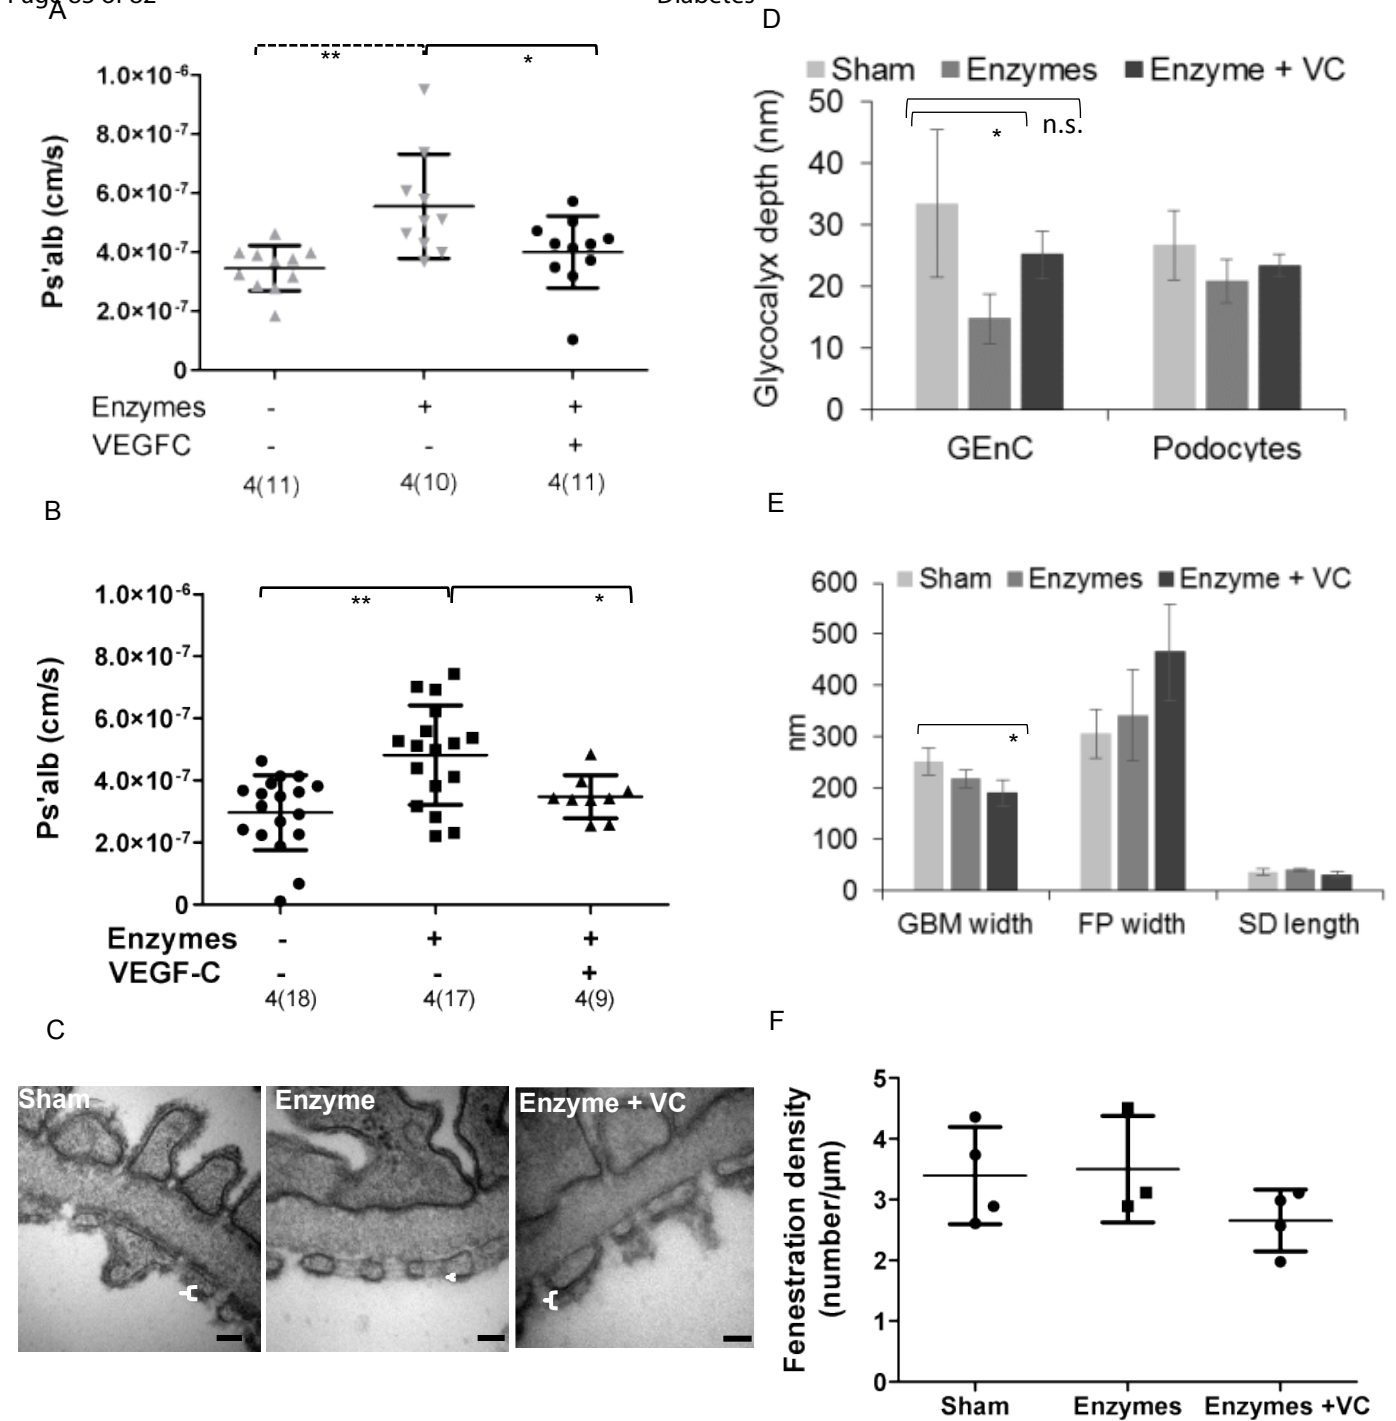 Diabetes
A
** *
1.0×10-6
8.0×10-7
6.0×10-7
4.0×10-7
2.0×10-7
0
Ps'alb (cm/s)
Enzymes - + +
VEGFC - - +
4(11) 4(10) 4(11)
B
** *
1.0×10-6
8.0×10-7
6.0×10-7
4.0×10-7
2.0×10-7
0
Ps'alb (cm/s)
Enzymes - + +
VEGF-C - - +
4(18) 4(17) 4(9)
C
Sham
Enzyme
Enzyme + VC
D
Sham Enzymes Enzyme + VC
50
40
30
20
10
0
Glycocalyx depth (nm)
* n.s.
GEnC Podocytes
E
Sham Enzymes Enzyme + VC
600
500
400
300
200
100
0
nm
*
GBM width FP width SD length
F
5
4
3
2
1
0
Fenestration density
(number/µm)
Sham Enzymes Enzymes +VC